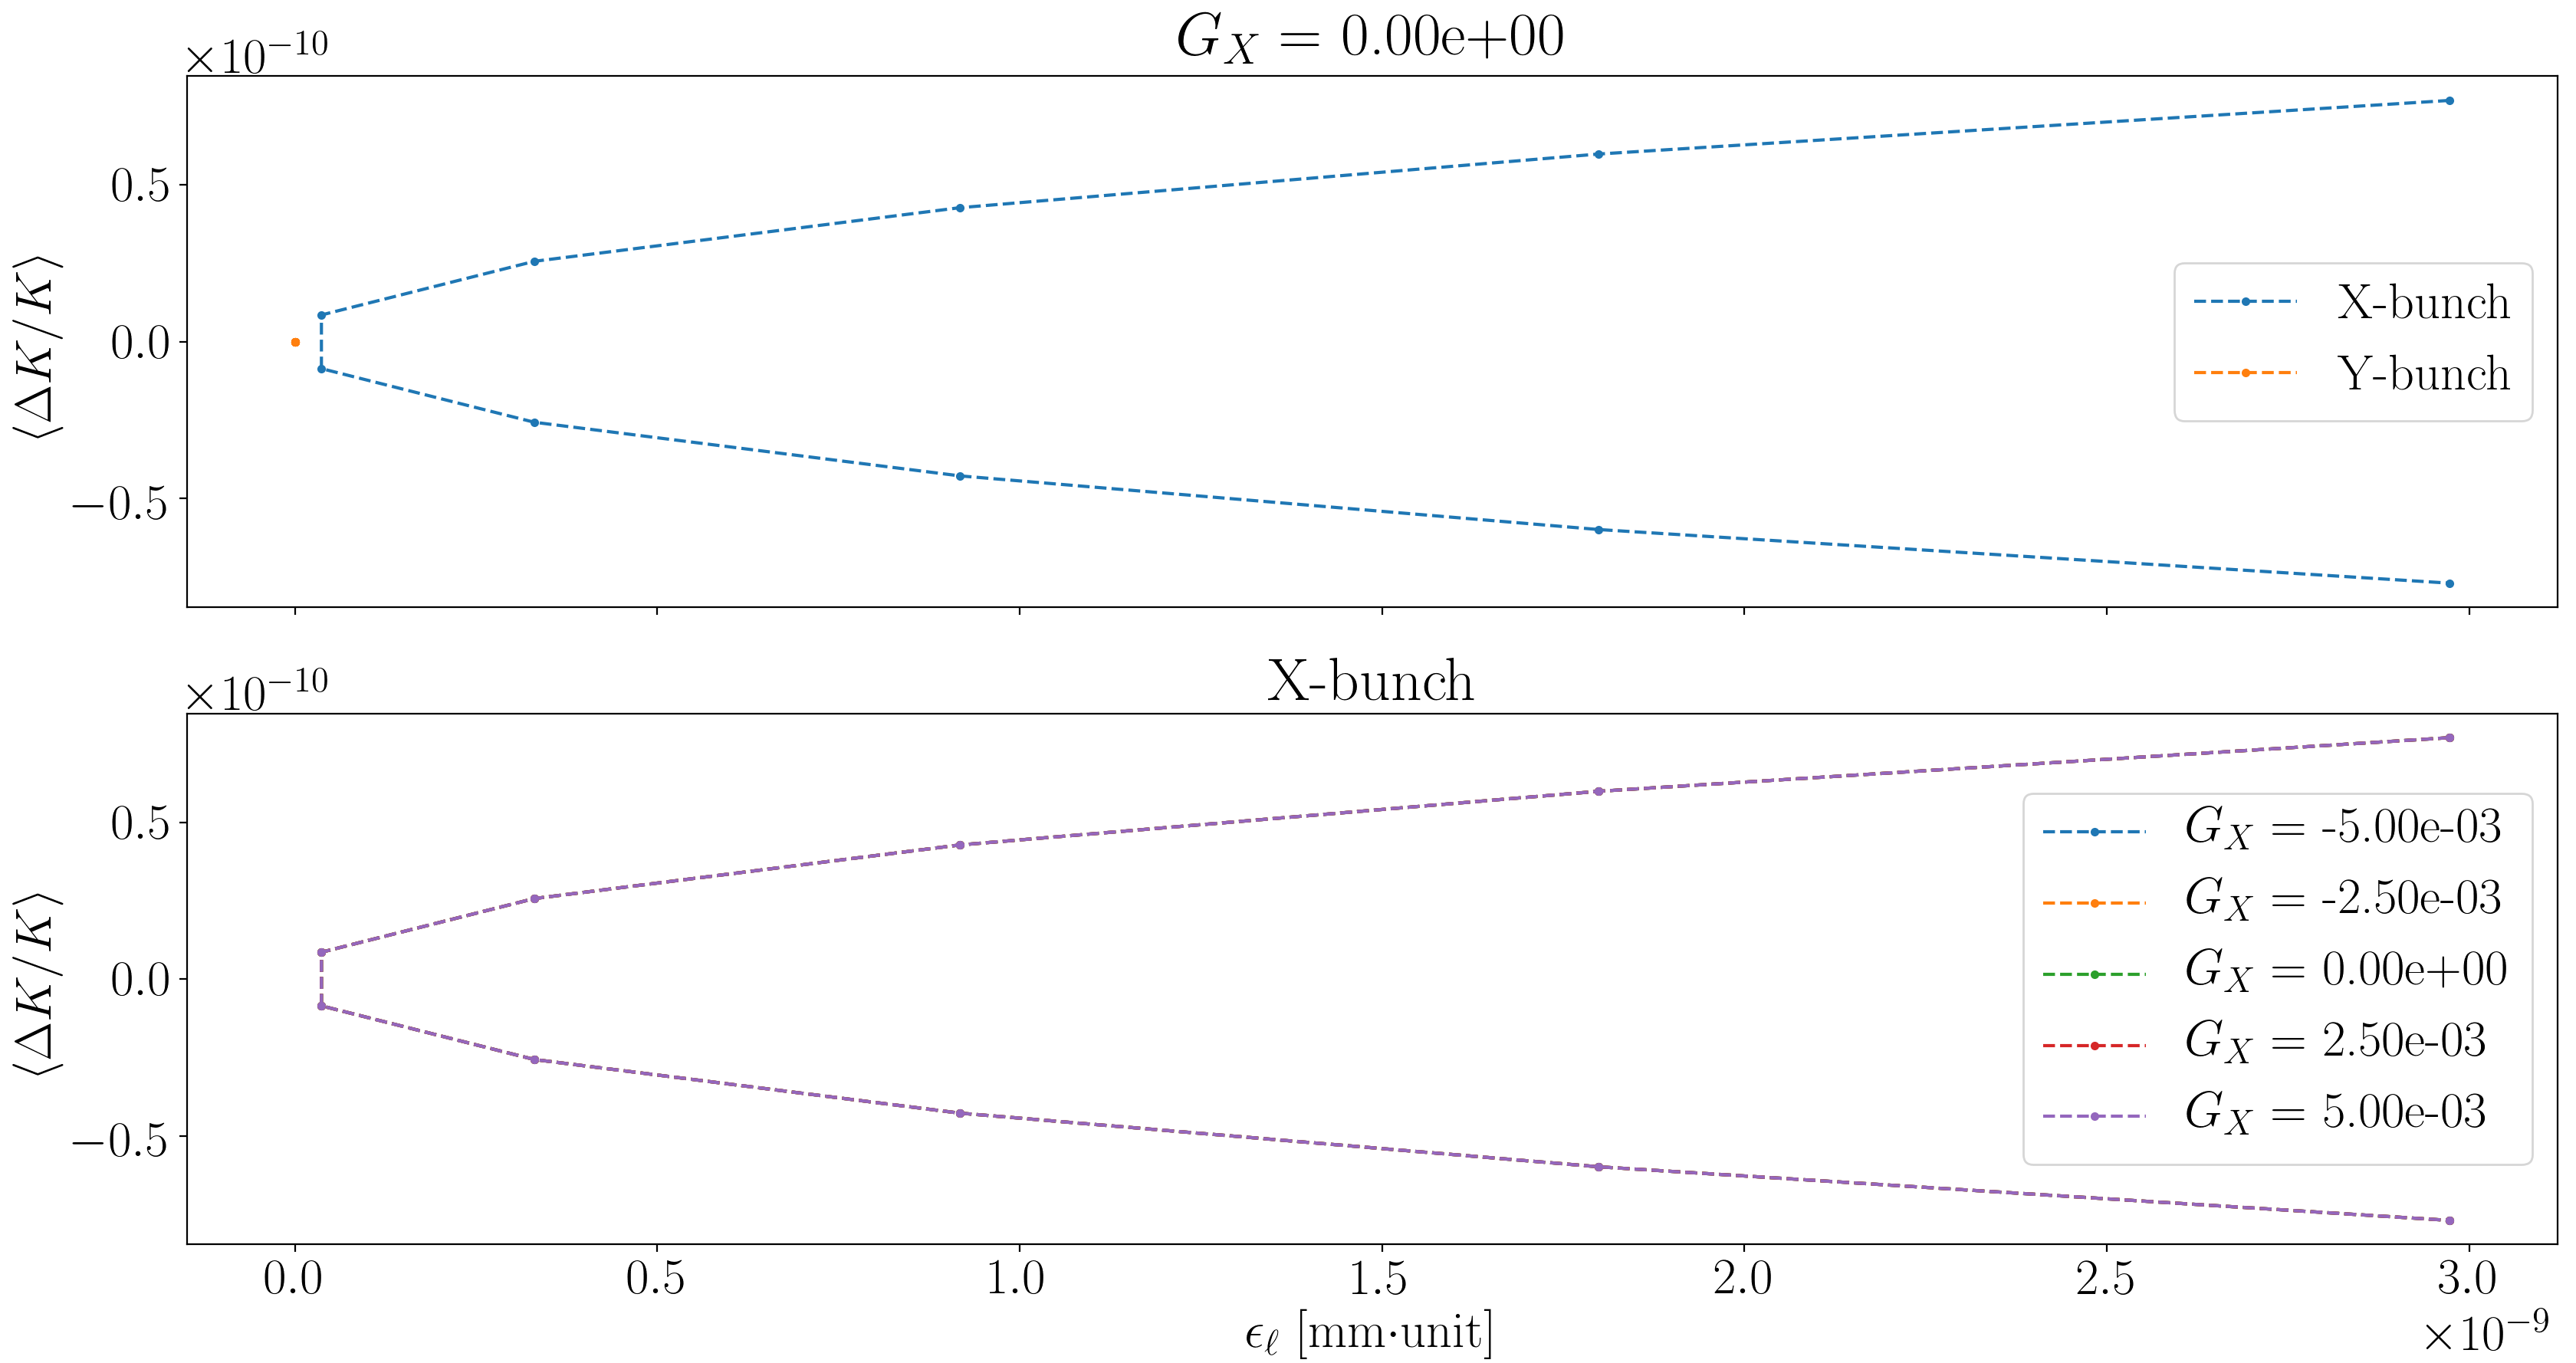 G_X = 0.00e+00
×10⁻¹⁰
0.5
0.0
−0.5
⟨ΔK/K⟩
X-bunch
Y-bunch
X-bunch
×10⁻¹⁰
0.5
0.0
−0.5
⟨ΔK/K⟩
G_X = -5.00e-03
G_X = -2.50e-03
G_X = 0.00e+00
G_X = 2.50e-03
G_X = 5.00e-03
0.0 0.5 1.0 1.5 2.0 2.5 3.0
ϵ_ℓ [mm·unit]
×10⁻⁹